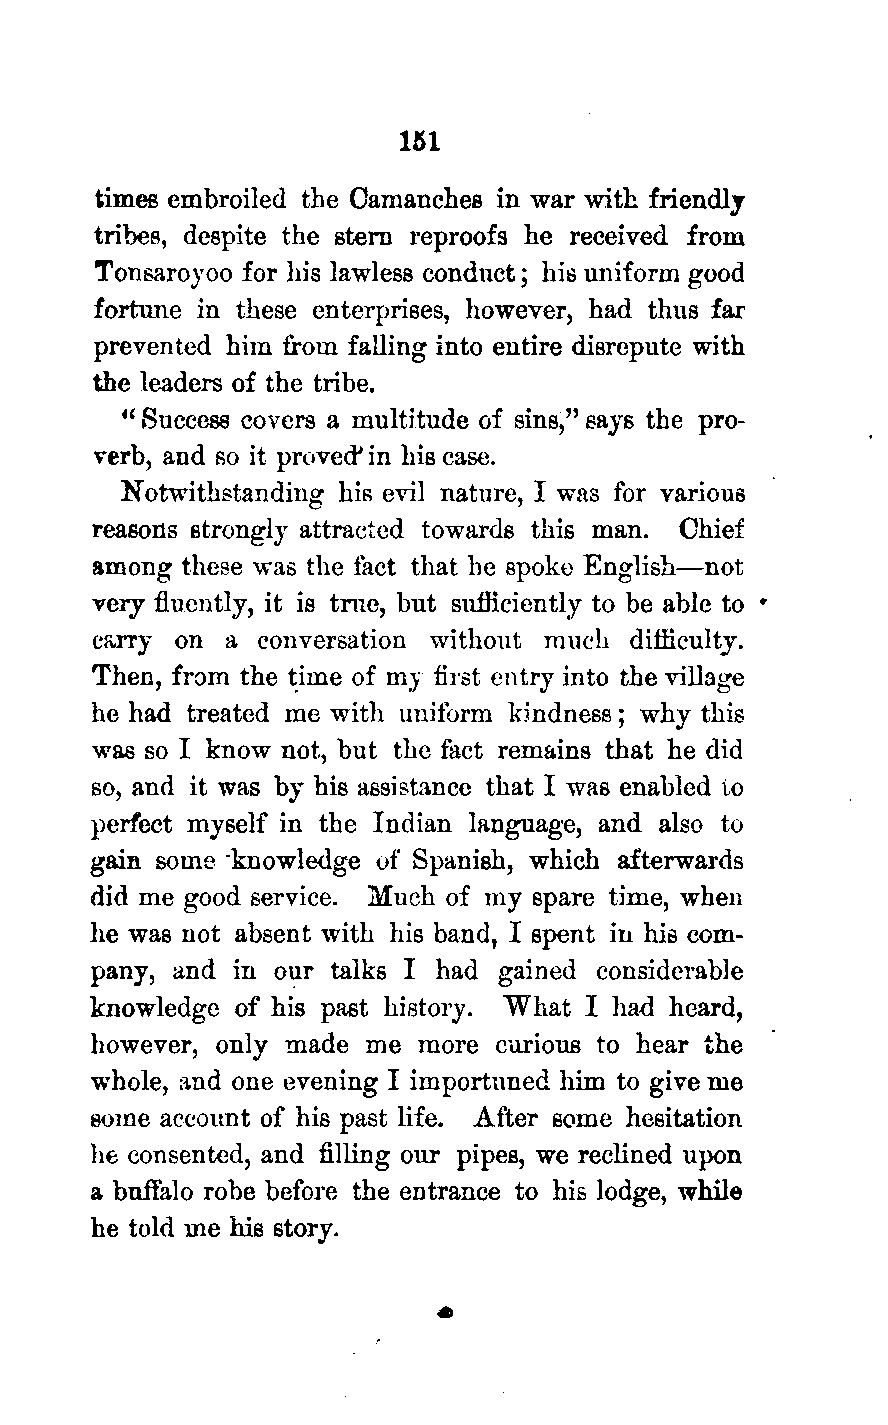 151
times embroiled the Camanches in war with friendly
tribes, despite the stern reproofs he received from
Tonsaroyoo for his lawless conduct; his uniform good
fortune in these enterprises, however, had thus far
prevented him from falling into entire disrepute with
the leaders of the tribe.
"Success covers a multitude of sins," says the pro-
verb, and so it proved in his case.
Notwithstanding his evil nature, I was for various
reasons strongly attracted towards this man. Chief
among these was the fact that he spoke English—not
very fluently, it is true, but sufficiently to be able to
carry on a conversation without much difficulty.
Then, from the time of my first entry into the village
he had treated me with uniform kindness; why this
was so I know not, but the fact remains that he did
so, and it was by his assistance that I was enabled to
perfect myself in the Indian language, and also to
gain some knowledge of Spanish, which afterwards
did me good service. Much of my spare time, when
he was not absent with his band, I spent in his com-
pany, and in our talks I had gained considerable
knowledge of his past history. What I had heard,
however, only made me more curious to hear the
whole, and one evening I importuned him to give me
some account of his past life. After some hesitation
he consented, and filling our pipes, we reclined upon
a buffalo robe before the entrance to his lodge, while
he told me his story.